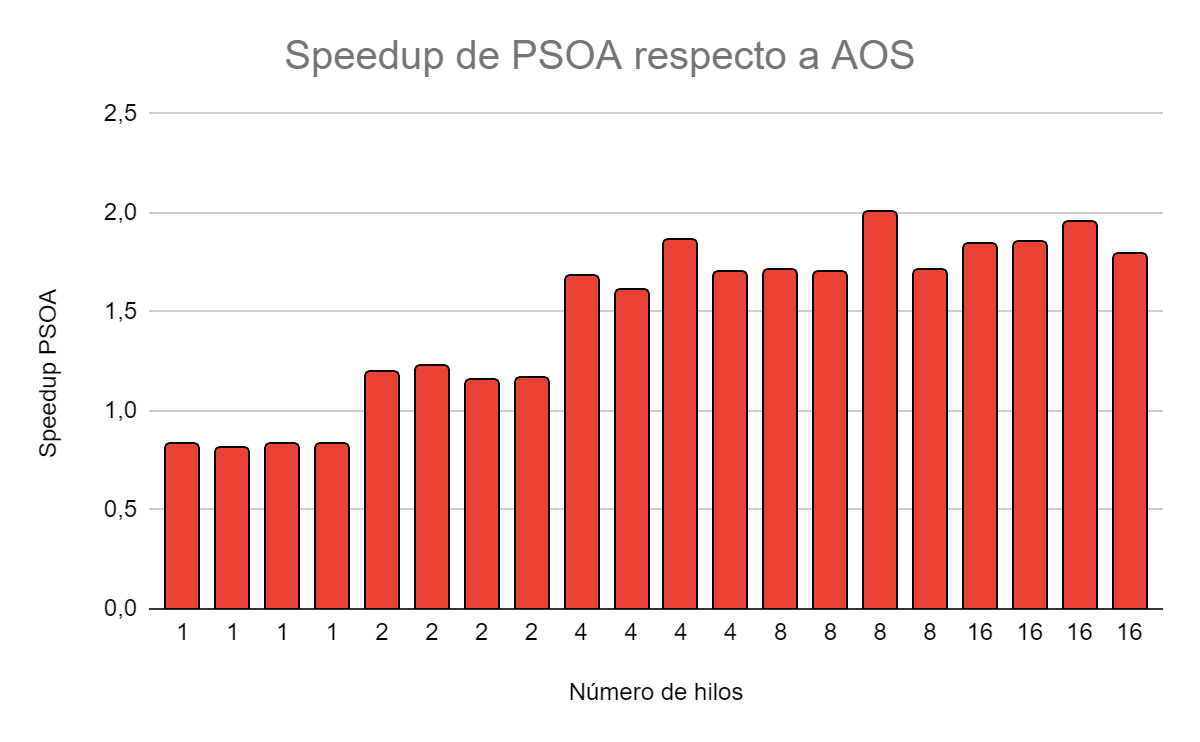 Speedup de PSOA respecto a AOS
Speedup PSOA
2,5
2,0
1,5
1,0
0,5
0,0
1 1 1 1 2 2 2 2 4 4 4 4 8 8 8 8 16 16 16 16
Número de hilos